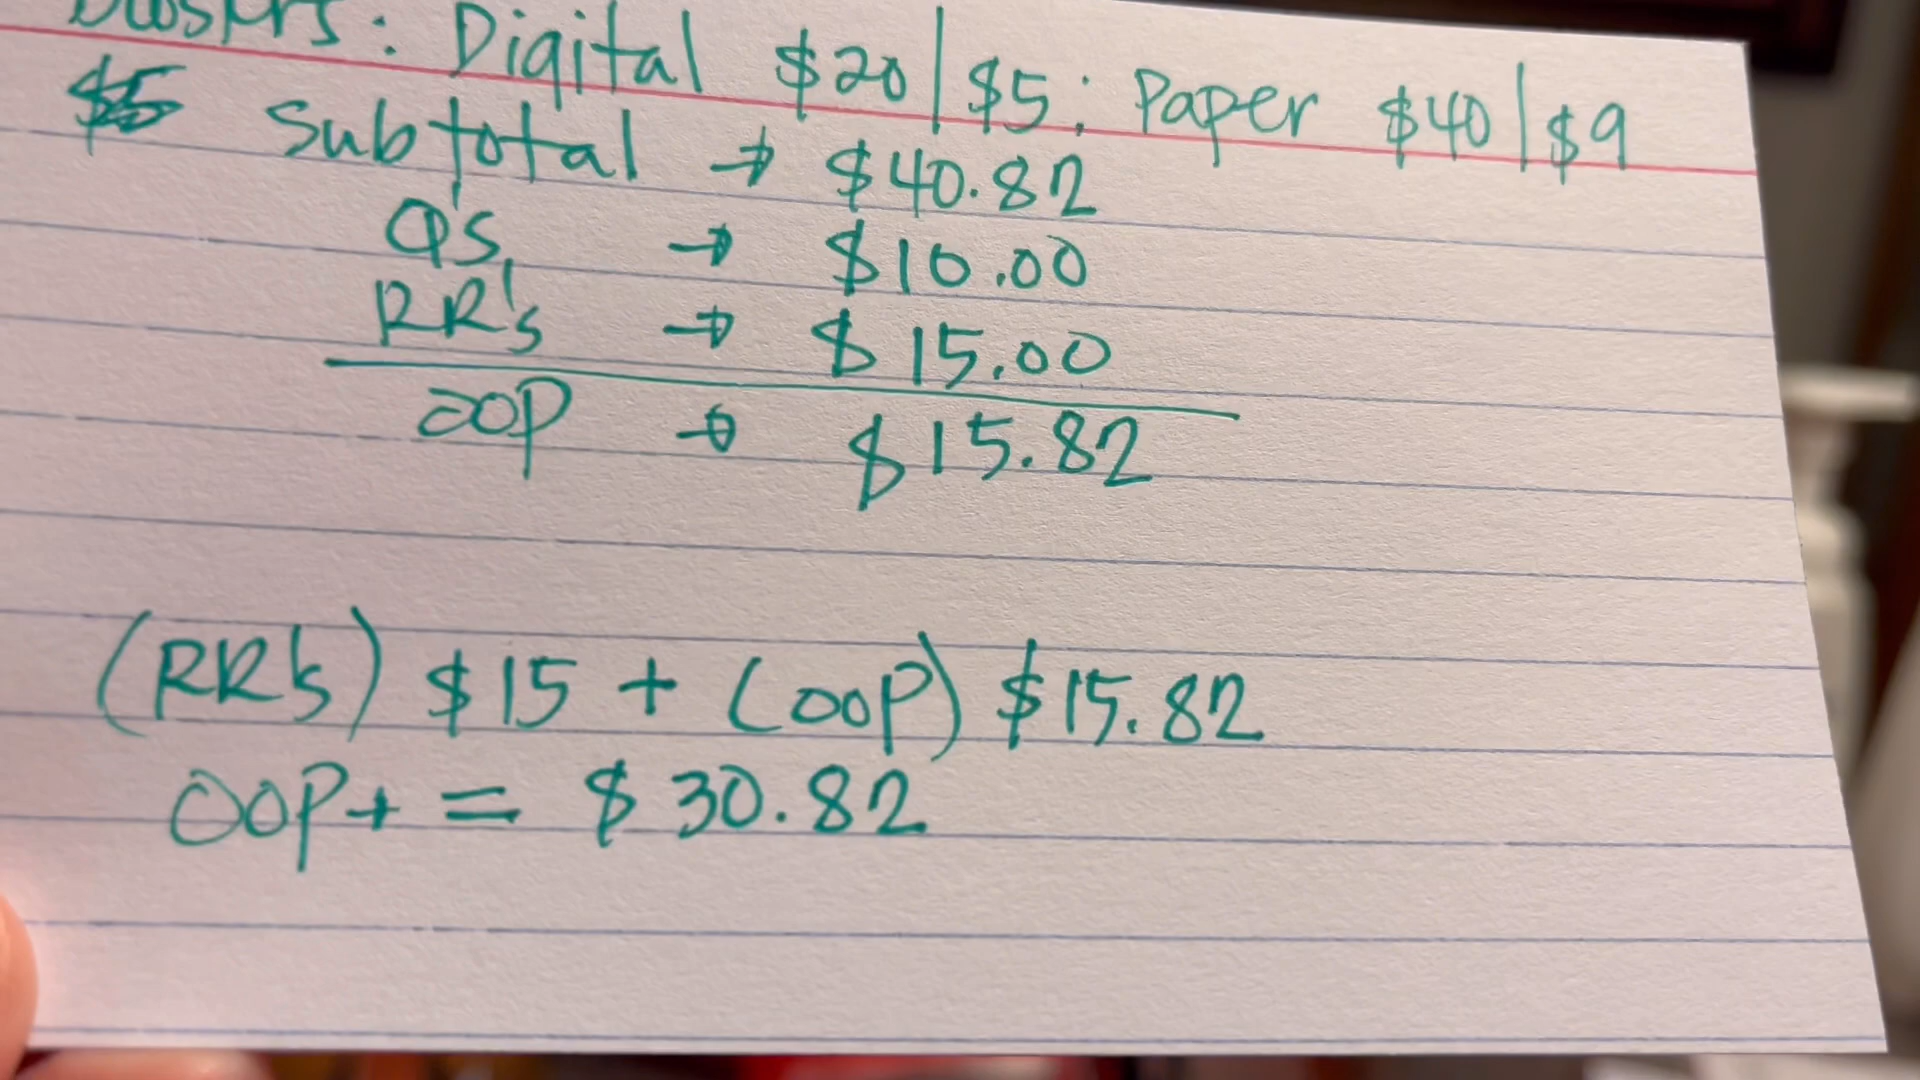 Boosters: Digital $20|$5; Paper $40|$9
$5 Subtotal → $40.82
Q's → $10.00
RR's → $15.00
OOP → $15.82
(RR's) $15 + (OOP) $15.82
OOP+ = $30.82